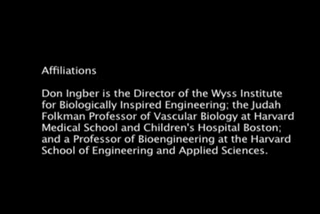 Affiliations
Don Ingber is the Director of the Wyss Institute
for Biologically Inspired Engineering; the Judah
Folkman Professor of Vascular Biology at Harvard
Medical School and Children's Hospital Boston;
and a Professor of Bioengineering at the Harvard
School of Engineering and Applied Sciences.